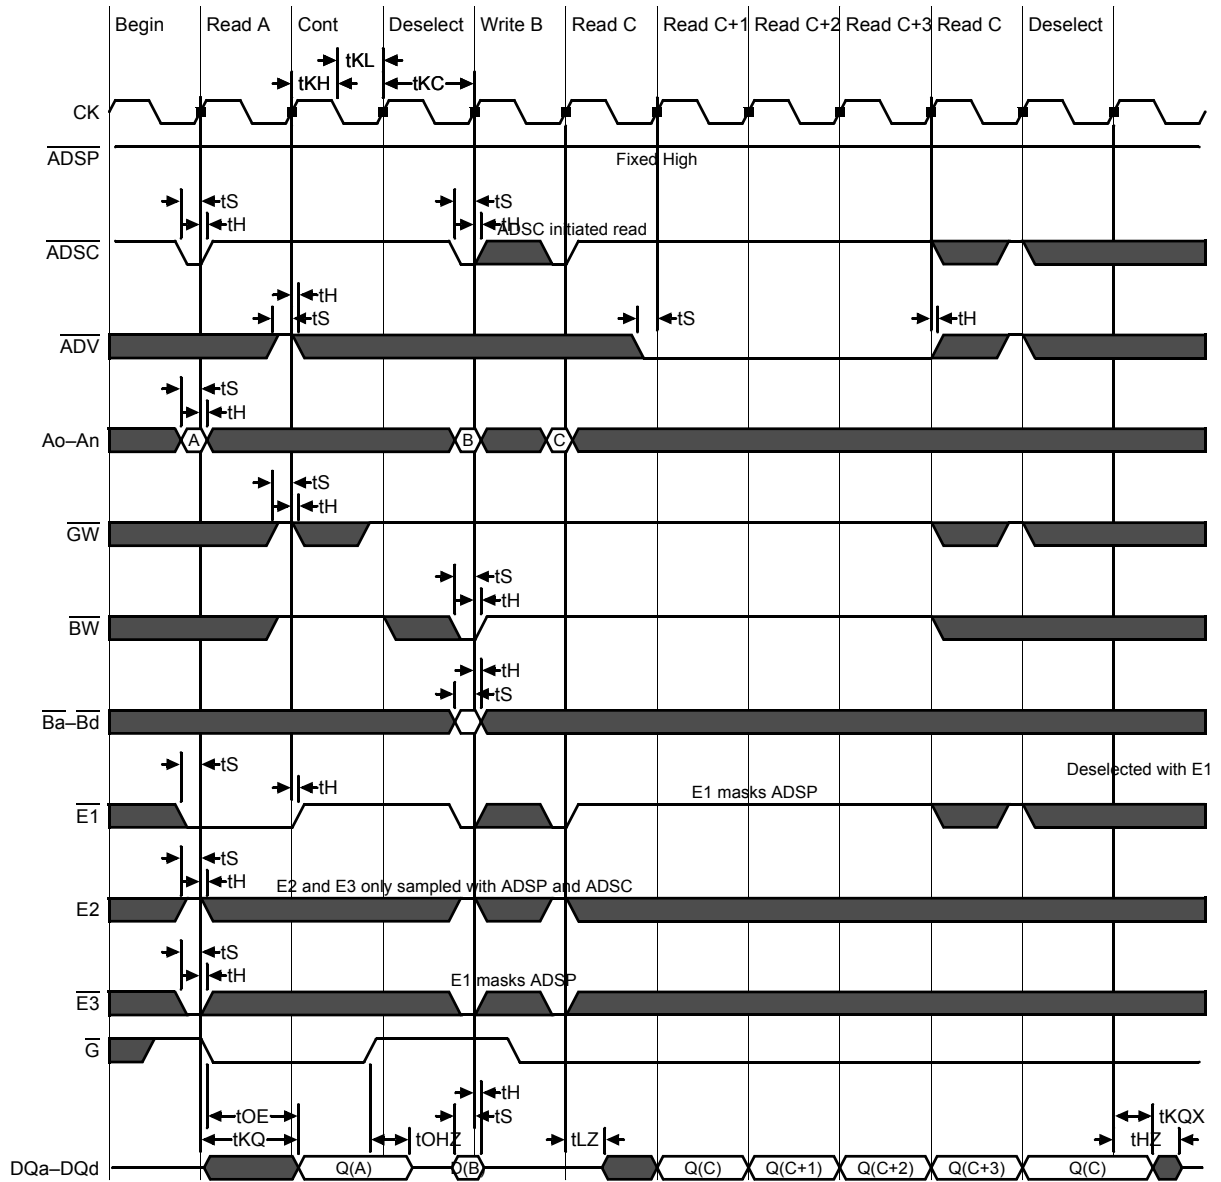 Begin Read A Cont Deselect Write B Read C Read C+1 Read C+2 Read C+3 Read C Deselect
tKL
tKH tKC
CK
ADSP Fixed High
tS tS
tH tH
ADSC initiated read
ADSC
tH
tS tS tH
ADV
tS
tH
Ao–An A B C
tS
tH
GW
tS
tH
BW
tH
tS
Ba–Bd
tS Deselected with E1
tH
E1 masks ADSP
E1
tS
tH
E2 and E3 only sampled with ADSP and ADSC
E2
tS
tH E1 masks ADSP
E3
G
tH
tOE tS tKQX
tKQ tOHZ tLZ tHZ
DQa–DQd Q(A) D(B) Q(C) Q(C+1) Q(C+2) Q(C+3) Q(C)